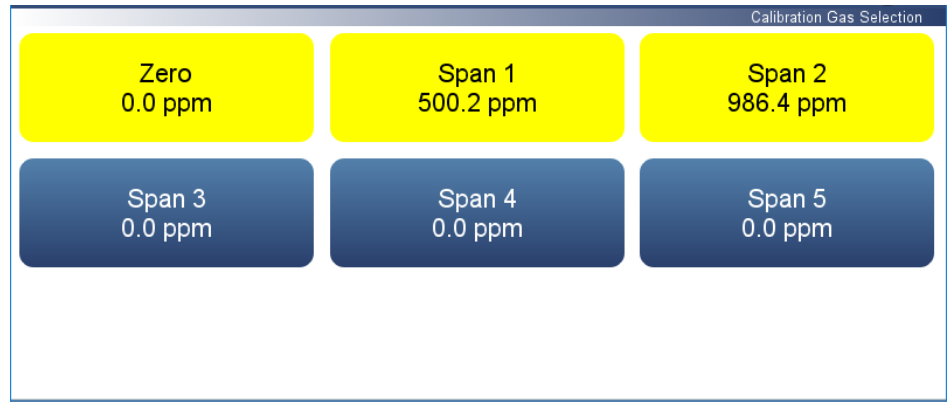 Calibration Gas Selection
Zero
0.0 ppm
Span 1
500.2 ppm
Span 2
986.4 ppm
Span 3
0.0 ppm
Span 4
0.0 ppm
Span 5
0.0 ppm